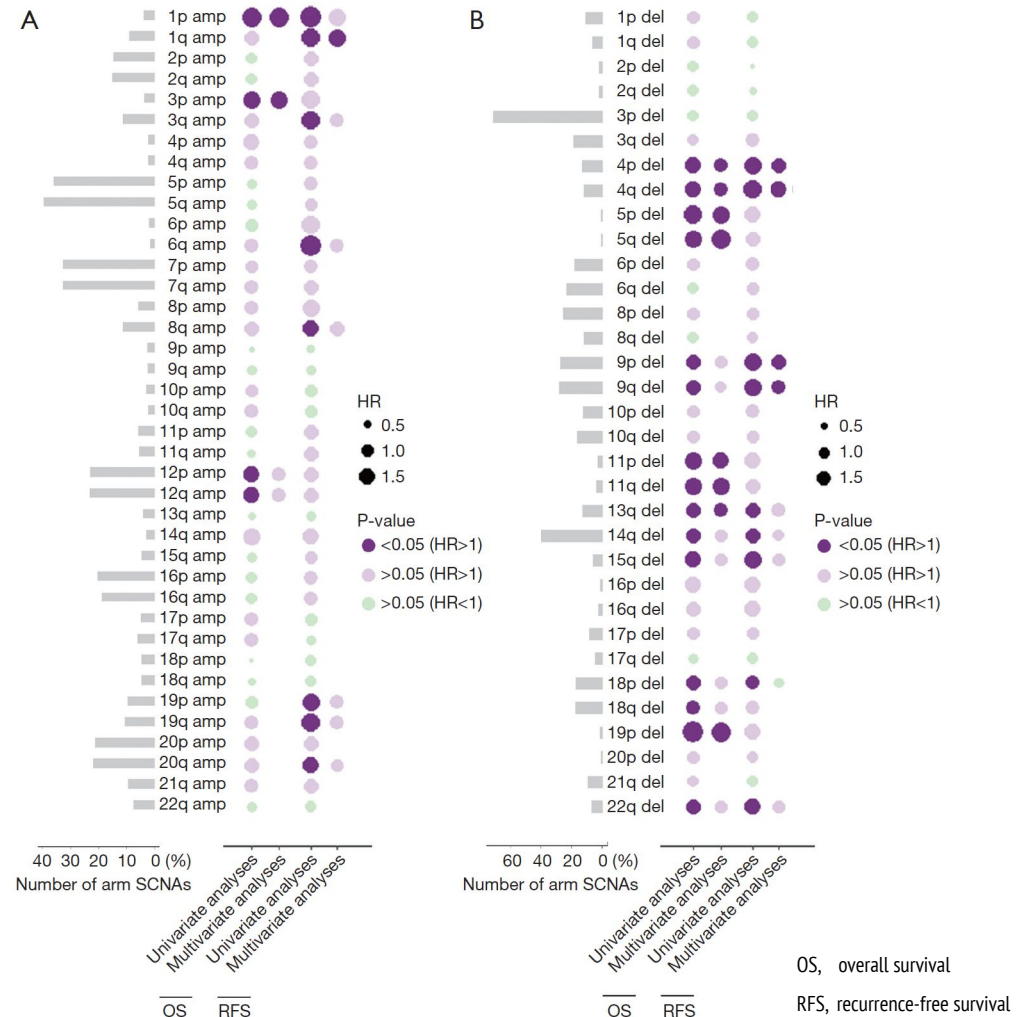 A
1p amp
1q amp
2p amp
2q amp
3p amp
3q amp
4p amp
4q amp
5p amp
5q amp
6p amp
6q amp
7p amp
7q amp
8p amp
8q amp
9p amp
9q amp
10p amp
10q amp
11p amp
11q amp
12p amp
12q amp
13q amp
14q amp
15q amp
16p amp
16q amp
17p amp
17q amp
18p amp
18q amp
19p amp
19q amp
20p amp
20q amp
21q amp
22q amp
HR
0.5
1.0
1.5
P-value
<0.05 (HR>1)
>0.05 (HR>1)
>0.05 (HR<1)
40 30 20 10 0 (%)
Number of arm SCNAs
Univariate analyses
Multivariate analyses
Univariate analyses
Multivariate analyses
OS
RFS
B
1p del
1q del
2p del
2q del
3p del
3q del
4p del
4q del
5p del
5q del
6p del
6q del
8p del
8q del
9p del
9q del
10p del
10q del
11p del
11q del
13q del
14q del
15q del
16p del
16q del
17p del
17q del
18p del
18q del
19p del
20p del
21q del
22q del
HR
0.5
1.0
1.5
P-value
<0.05 (HR>1)
>0.05 (HR>1)
>0.05 (HR<1)
60 20 0 (%)
Number of arm SCNAs
Univariate analyses
Multivariate analyses
Univariate analyses
Multivariate analyses
OS
RFS
OS, overall survival
RFS, recurrence-free survival